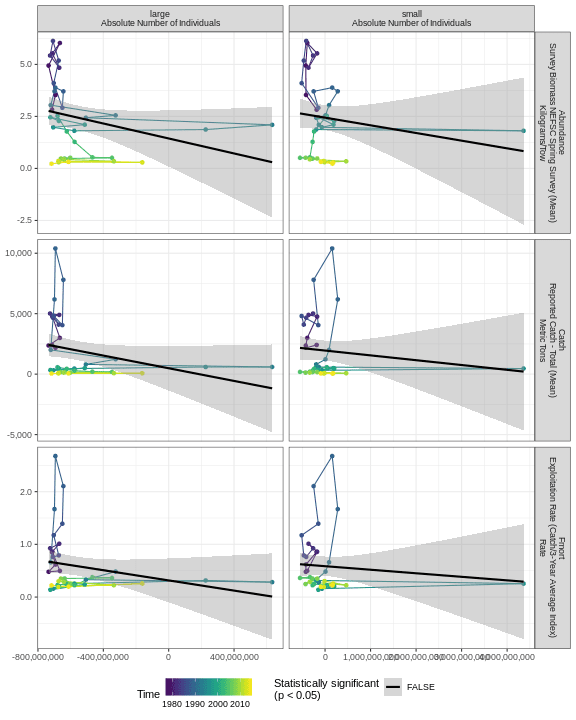 large
Absolute Number of Individuals
small
Absolute Number of Individuals
5.0
2.5
0.0
-2.5
Abundance
Survey Biomass NEFSC Spring Survey (Mean)
Kilograms/Tow
10,000
5,000
0
-5,000
Catch
Reported Catch - Total (Mean)
Metric Tons
2.0
1.0
0.0
Fmort
Exploitation Rate (Catch/3-Year Average Index)
Rate
-800,000,000
-400,000,000
0
400,000,000
0
1,000,000,000
2,000,000,000
3,000,000,000
4,000,000,000
Time
1980 1990 2000 2010
Statistically significant
(p < 0.05)
FALSE